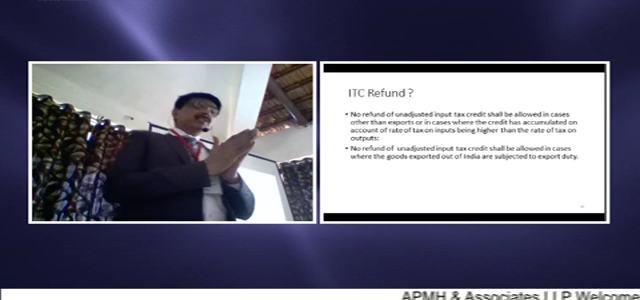 ITC Refund ?
• No refund of unadjusted input tax credit shall be allowed in cases
other than exports or in cases where the credit has accumulated on
account of rate of tax on inputs being higher than the rate of tax on
outputs:
• No refund of unadjusted input tax credit shall be allowed in cases
where the goods exported out of India are subjected to export duty.
APMH & Associates LLP Welcome